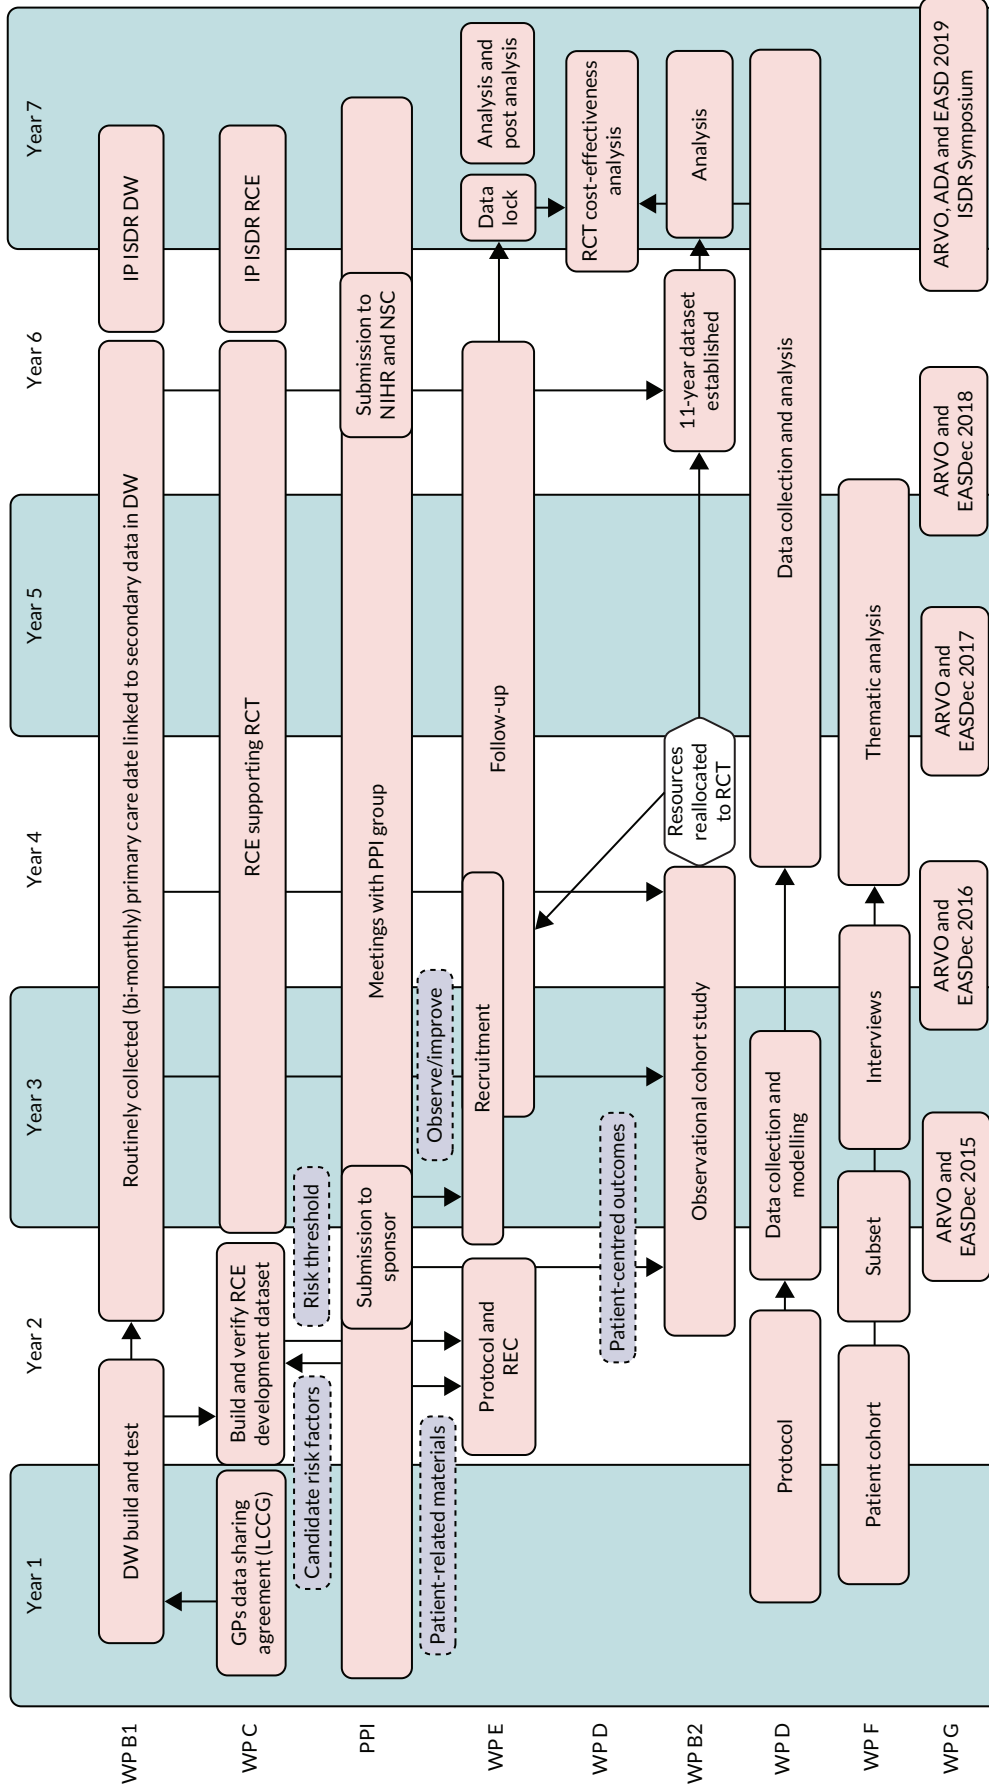 Year 1
Year 2
Year 3
Year 4
Year 5
Year 6
Year 7
WP B1
DW build and test
Routinely collected (bi-monthly) primary care date linked to secondary data in DW
IP ISDR DW
WP C
GPs data sharing
agreement (LCCG)
Build and verify RCE
development dataset
RCE supporting RCT
IP ISDR RCE
Candidate risk factors
Risk threshold
PPI
Submission to
sponsor
Meetings with PPI group
Submission to
NIHR and NSC
Patient-related materials
Observe/improve
WP E
Protocol and
REC
Recruitment
Follow-up
Data
lock
Analysis and
post analysis
WP D
Patient-centred outcomes
RCT cost-effectiveness
analysis
WP B2
Observational cohort study
Resources
reallocated
to RCT
11-year dataset
established
Analysis
WP D
Protocol
Data collection and
modelling
Data collection and analysis
WP F
Patient cohort
Subset
Interviews
Thematic analysis
WP G
ARVO and
EASDec 2015
ARVO and
EASDec 2016
ARVO and
EASDec 2017
ARVO and
EASDec 2018
ARVO, ADA and EASD 2019
ISDR Symposium